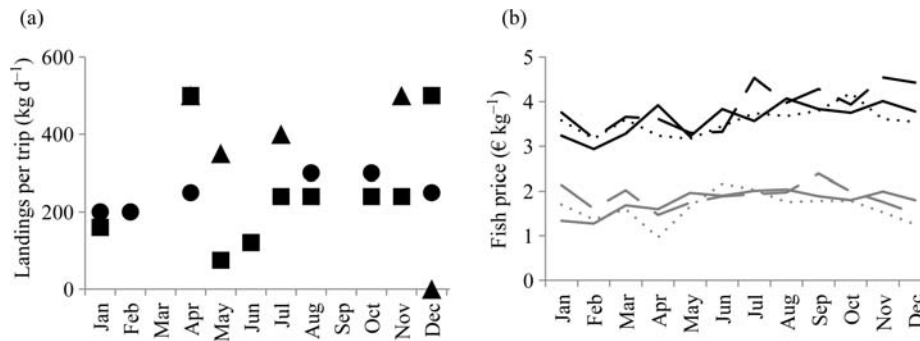 (a)
Landings per trip (kg d⁻¹)
600
400
200
0
Jan
Feb
Mar
Apr
May
Jun
Jul
Aug
Sep
Oct
Nov
Dec
(b)
Fish price (€ kg⁻¹)
5
4
3
2
1
0
Jan
Feb
Mar
Apr
May
Jun
Jul
Aug
Sep
Oct
Nov
Dec